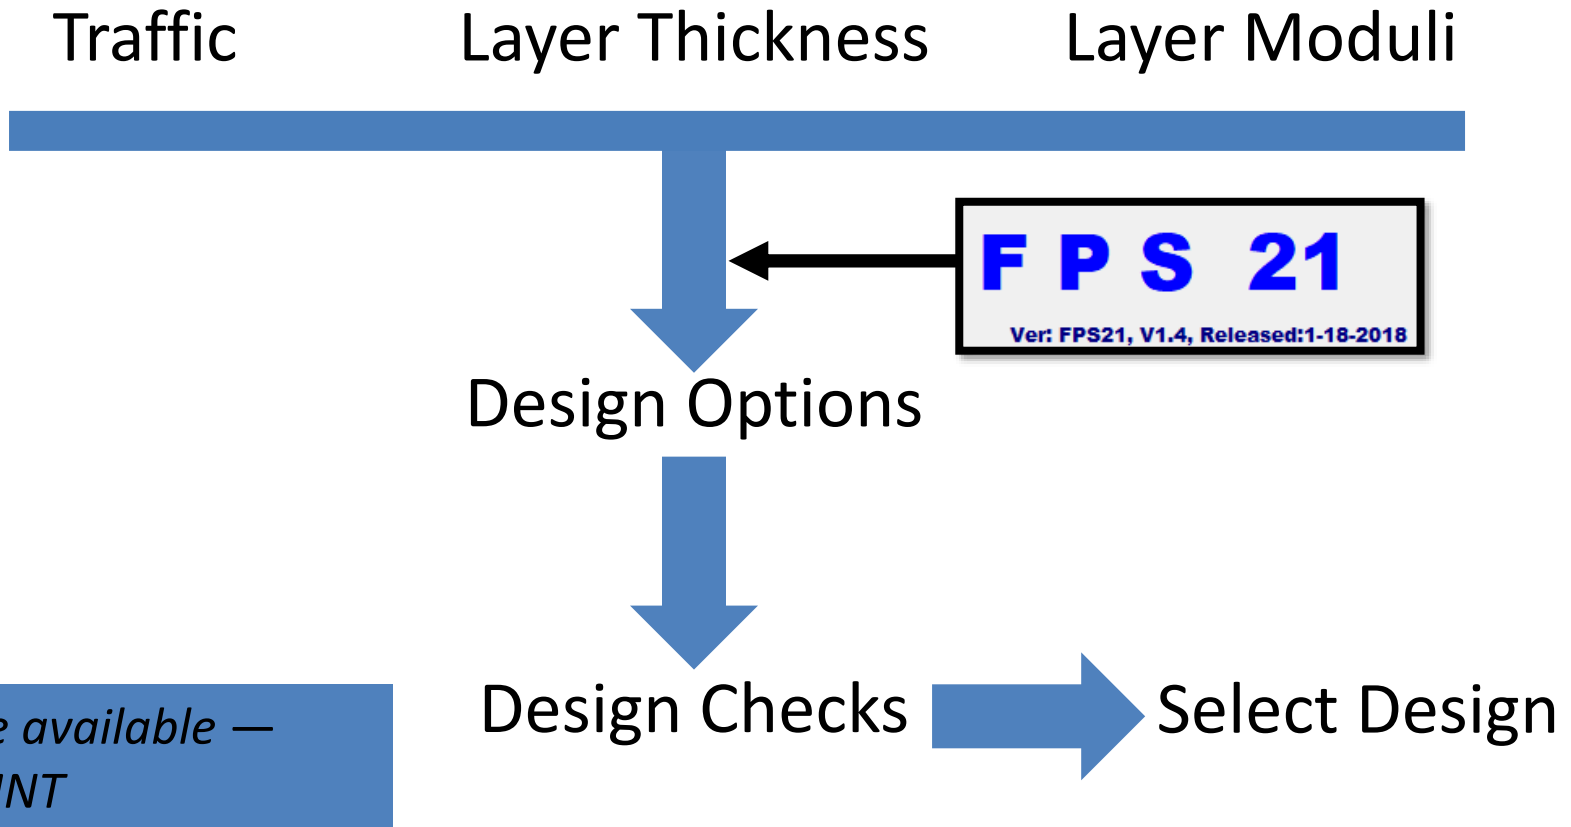 Traffic Layer Thickness Layer Moduli
F P S 21
Ver: FPS21, V1.4, Released:1-18-2018
Design Options
Design Checks Select Design
available —